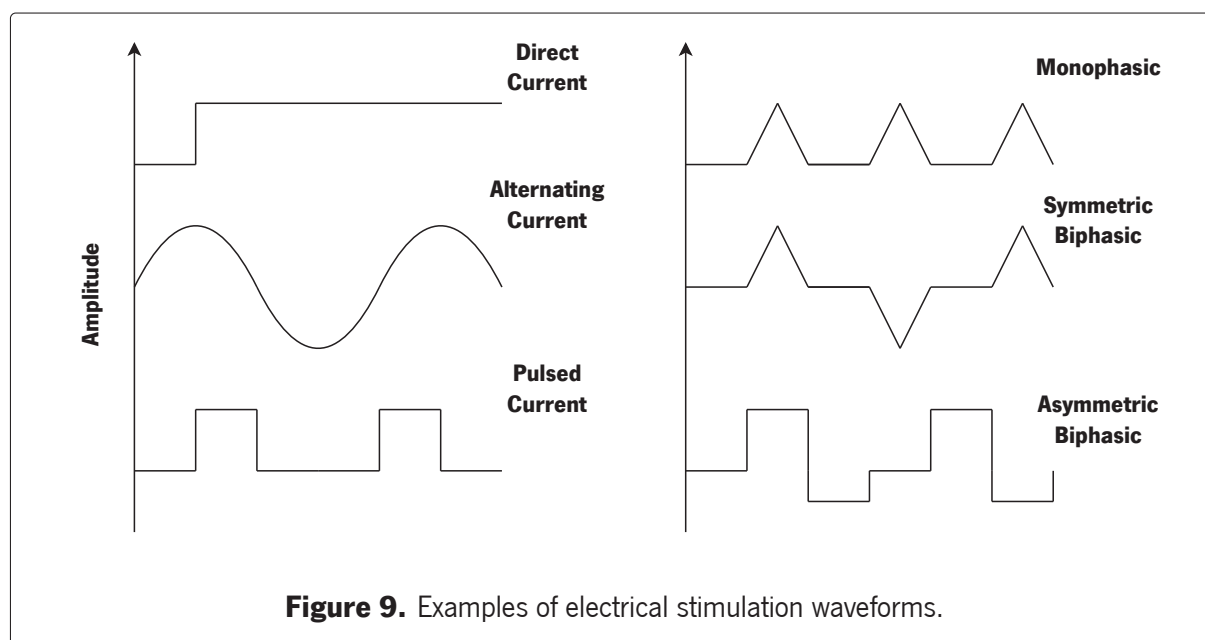 Direct
Current
Alternating
Current
Pulsed
Current
Amplitude
Monophasic
Symmetric
Biphasic
Asymmetric
Biphasic
Figure 9. Examples of electrical stimulation waveforms.